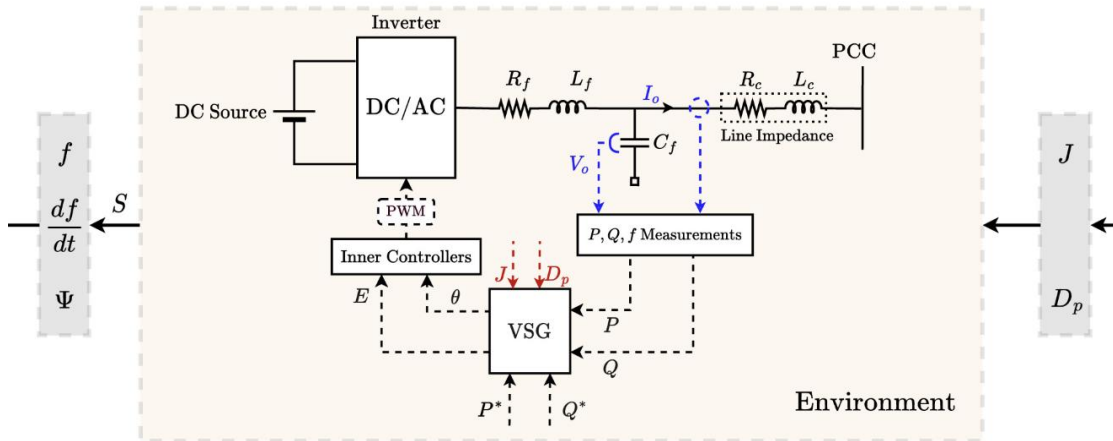 Inverter
DC Source
DC/AC
R_f
L_f
I_o
R_c
L_c
PCC
Line Impedance
C_f
V_o
f
df
dt
Ψ
S
PWM
Inner Controllers
P, Q, f Measurements
J
D_p
E
θ
VSG
P
Q
P*
Q*
Environment
J
D_p